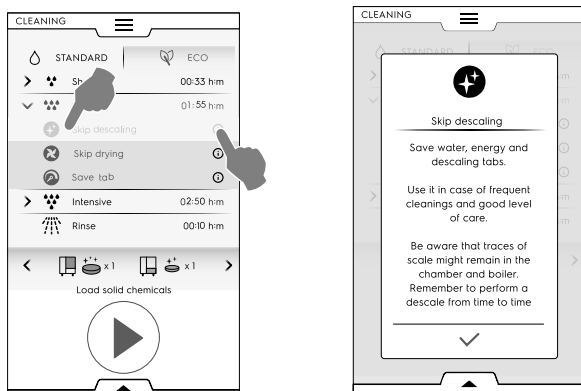 CLEANING
STANDARD
ECO
00:33 h:m
01:55 h:m
Skip descaling
Skip drying
Save tab
Intensive 02:50 h:m
Rinse 00:10 h:m
x 1 x 1
Load solid chemicals
CLEANING
STANDARD ECO
h:m
h:m
Skip descaling
Save water, energy and
descaling tabs.
Use it in case of frequent
cleanings and good level
of care.
Be aware that traces of
scale might remain in the
chamber and boiler.
Remember to perform a
descale from time to time